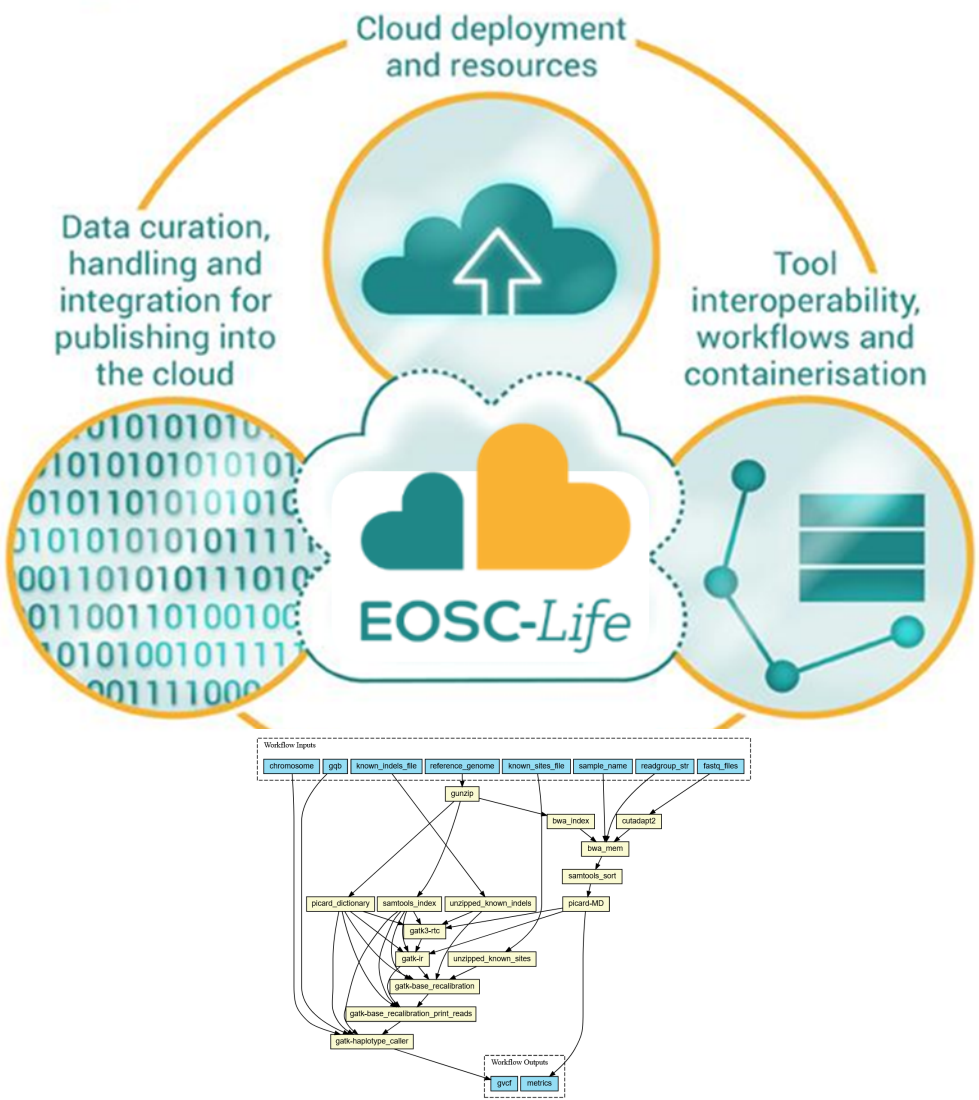 Cloud deployment
and resources
Data curation,
handling and
integration for
publishing into
the cloud
Tool
interoperability,
workflows and
containerisation
EOSC-Life
Workflow Inputs
chromosome gqb known_indels_file reference_genome known_sites_file sample_name readgroup_str fastq_files
gunzip
bwa_index cutadapt2
bwa_mem
samtools_sort
picard_dictionary samtools_index unzipped_known_indels picard-MD
gatk3-rtc
gatk-ir unzipped_known_sites
gatk-base_recalibration
gatk-base_recalibration_print_reads
gatk-haplotype_caller
Workflow Outputs
gvcf metrics